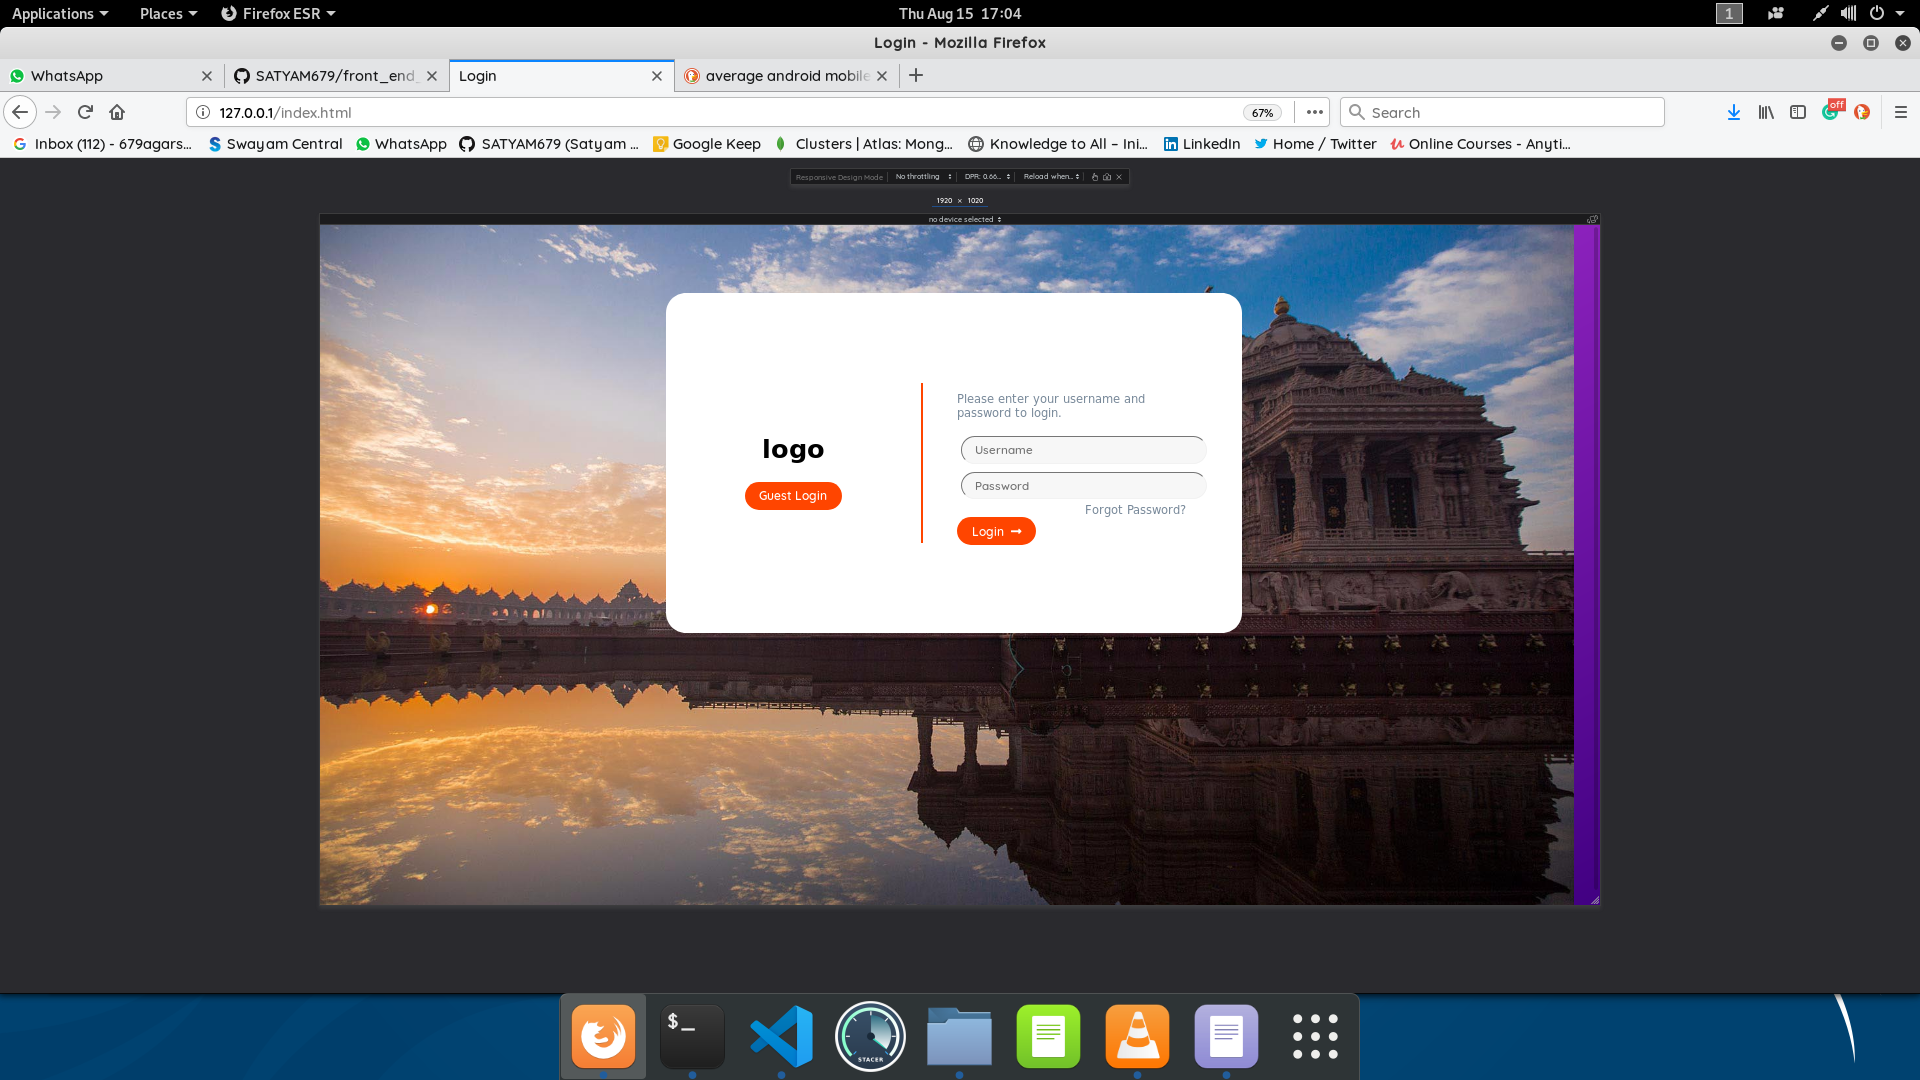 Applications Places Firefox ESR Thu Aug 15 17:04 1
Login - Mozilla Firefox
WhatsApp SATYAM679/front_end_ Login average android mobile
127.0.0.1/index.html 67% Search off
Inbox (112) - 679agars… Swayam Central WhatsApp SATYAM679 (Satyam … Google Keep Clusters | Atlas: Mong… Knowledge to All – Ini… LinkedIn Home / Twitter Online Courses - Anyti…
Responsive Design Mode No throttling DPR: 0.66… Reload when…
1920 × 1020
no device selected
Please enter your username and
password to login.
logo
Username
Guest Login
Password
Forgot Password?
Login
$_
STACER